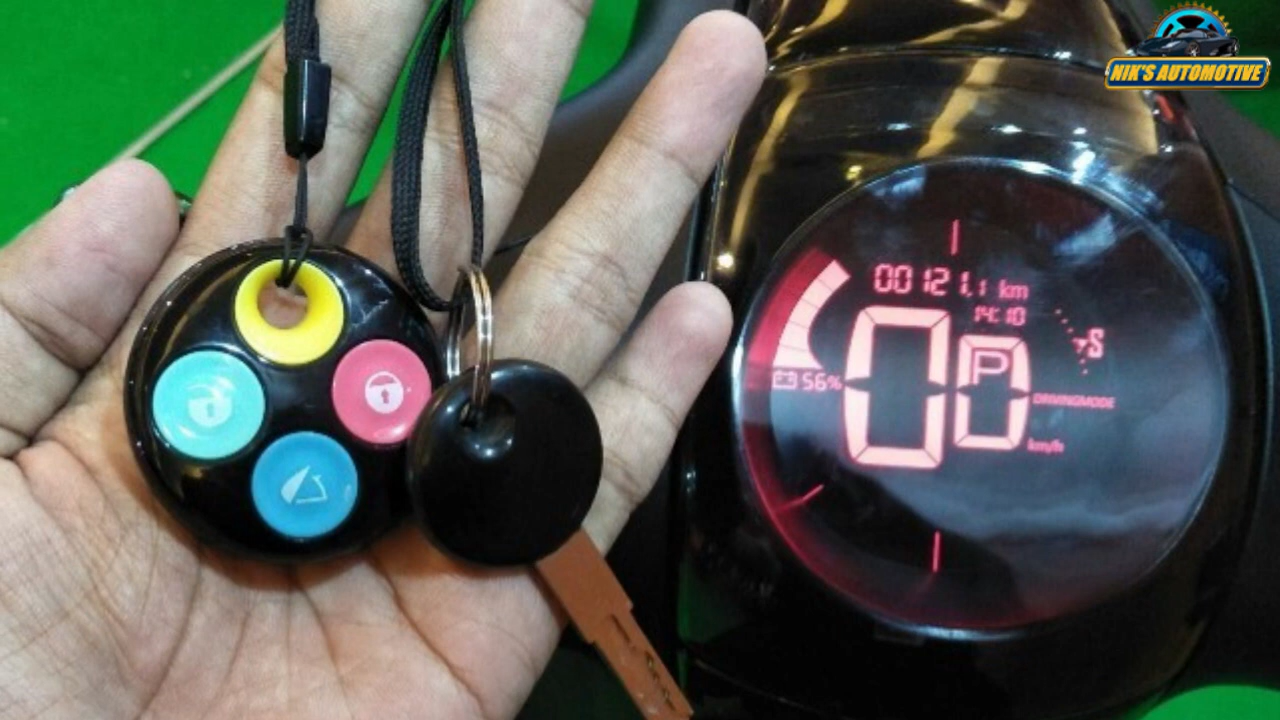 NIK'S AUTOMOTIVE
00121.1 km
14:10
S
56%
00
P
DRIVINGMODE
km/h